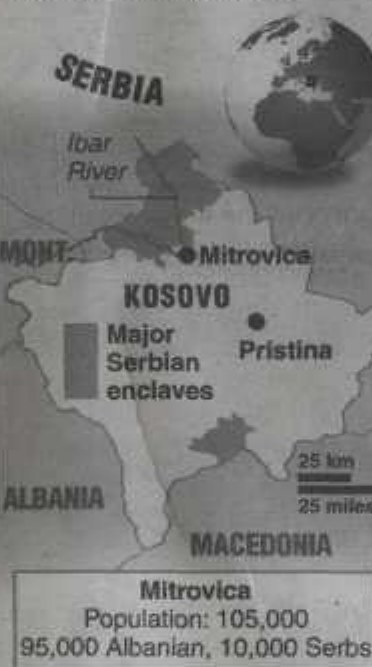 SERBIA
Ibar
River
MONT.
Mitrovica
KOSOVO
Major
Serbian
enclaves
Pristina
25 km
25 miles
ALBANIA
MACEDONIA
Mitrovica
Population: 105,000
95,000 Albanian, 10,000 Serbs